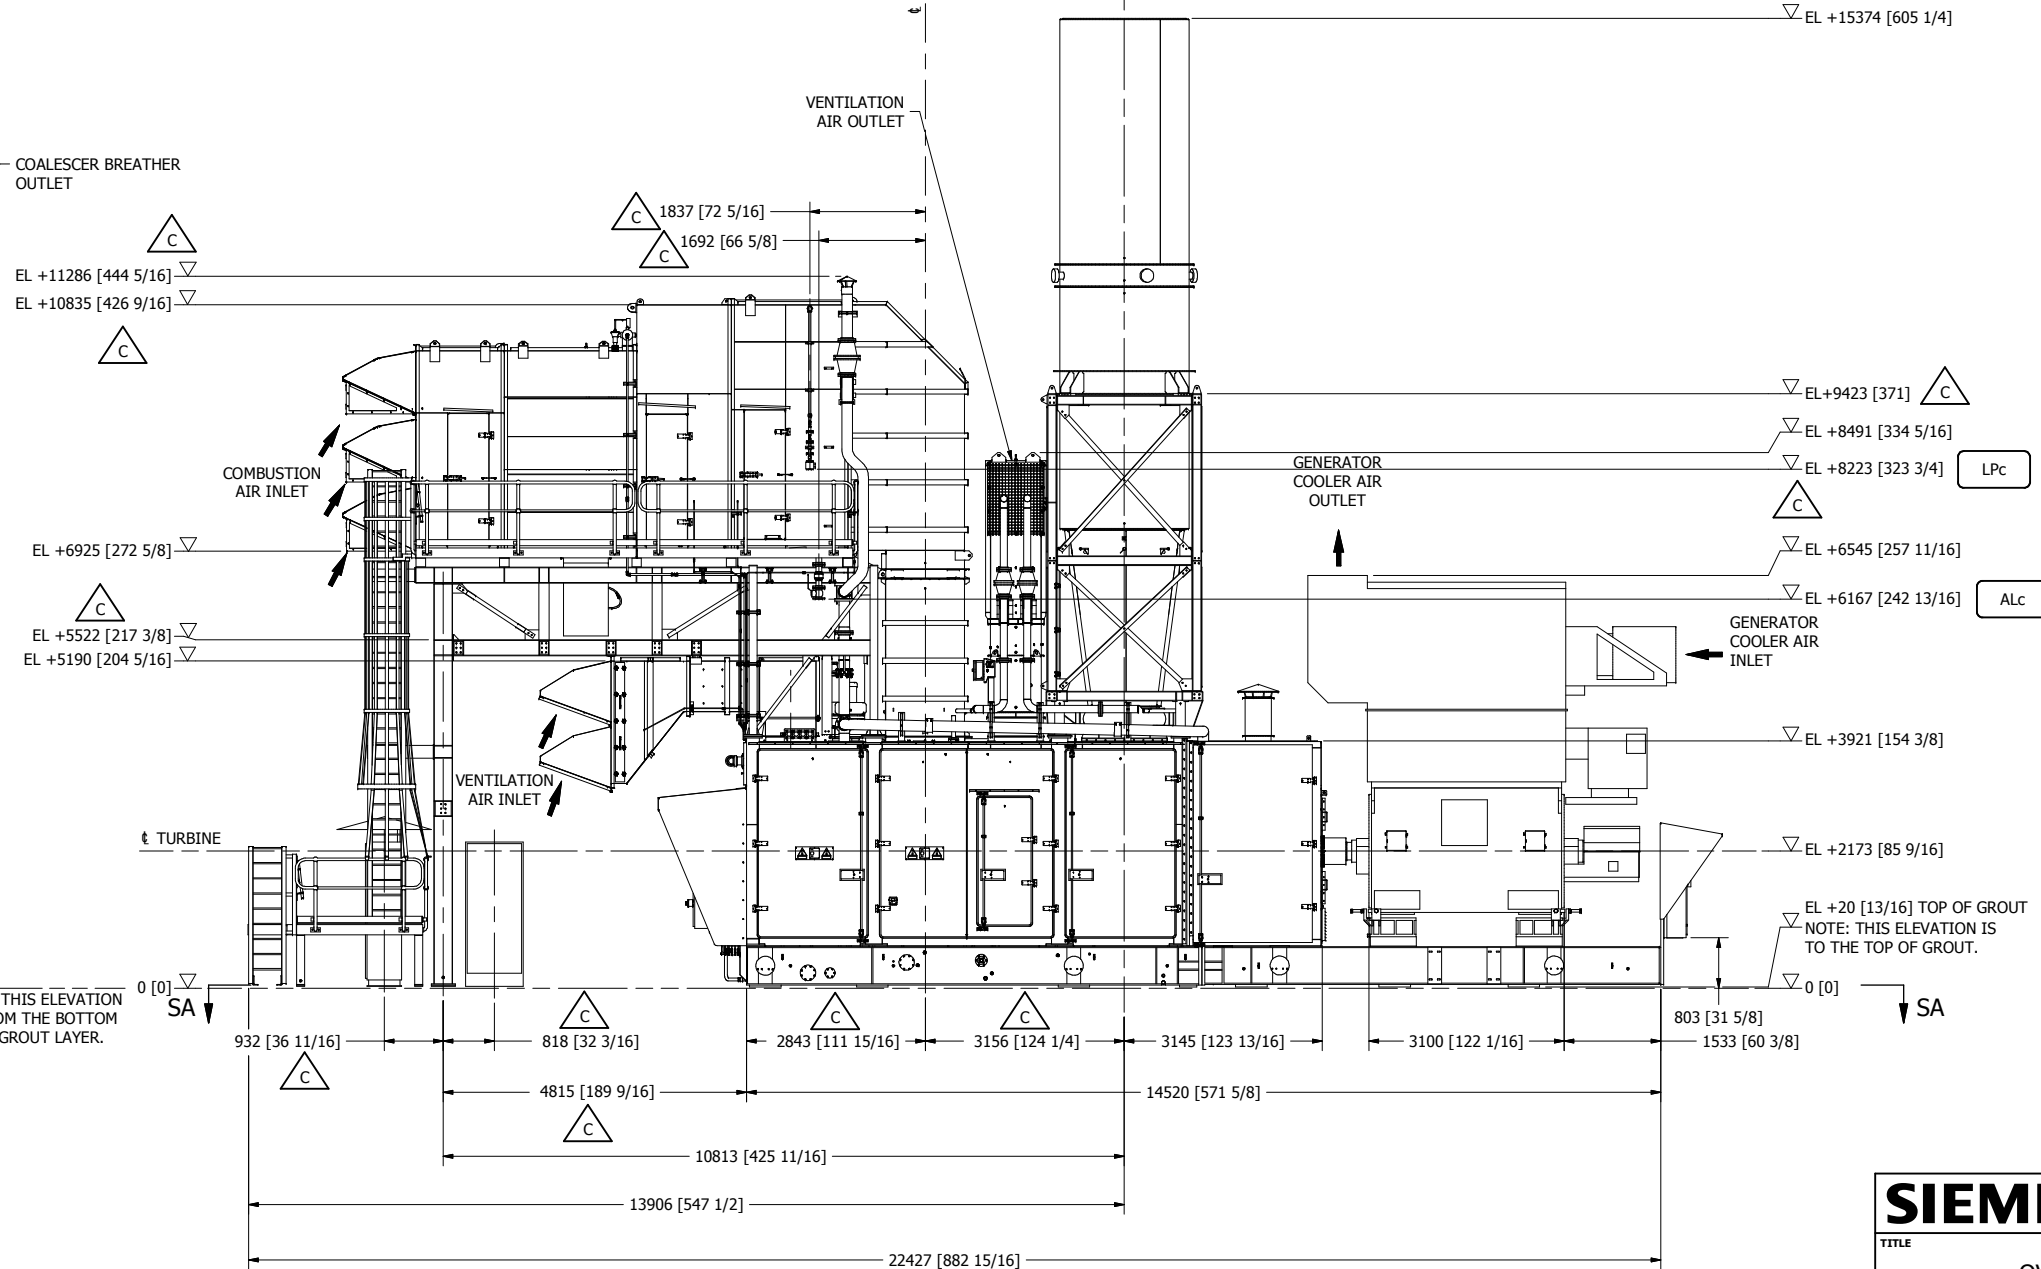 ℄
EL +15374 [605 1/4]
VENTILATION
AIR OUTLET
COALESCER BREATHER
OUTLET
C
1837 [72 5/16]
C
C
1692 [66 5/8]
EL +11286 [444 5/16]
EL +10835 [426 9/16]
C
COMBUSTION
AIR INLET
EL+9423 [371]
C
EL +8491 [334 5/16]
EL +8223 [323 3/4]
LPc
C
GENERATOR
COOLER AIR
OUTLET
EL +6925 [272 5/8]
EL +6545 [257 11/16]
C
EL +6167 [242 13/16]
ALc
EL +5522 [217 3/8]
EL +5190 [204 5/16]
GENERATOR
COOLER AIR
INLET
EL +3921 [154 3/8]
VENTILATION
AIR INLET
℄ TURBINE
EL +2173 [85 9/16]
EL +20 [13/16] TOP OF GROUT
NOTE: THIS ELEVATION IS
TO THE TOP OF GROUT.
0 [0]
0 [0]
THIS ELEVATION
OM THE BOTTOM
GROUT LAYER.
SA
SA
C
C
C
803 [31 5/8]
932 [36 11/16]
818 [32 3/16]
2843 [111 15/16]
3156 [124 1/4]
3145 [123 13/16]
3100 [122 1/16]
1533 [60 3/8]
C
4815 [189 9/16]
14520 [571 5/8]
C
10813 [425 11/16]
13906 [547 1/2]
22427 [882 15/16]
SIEM
TITLE